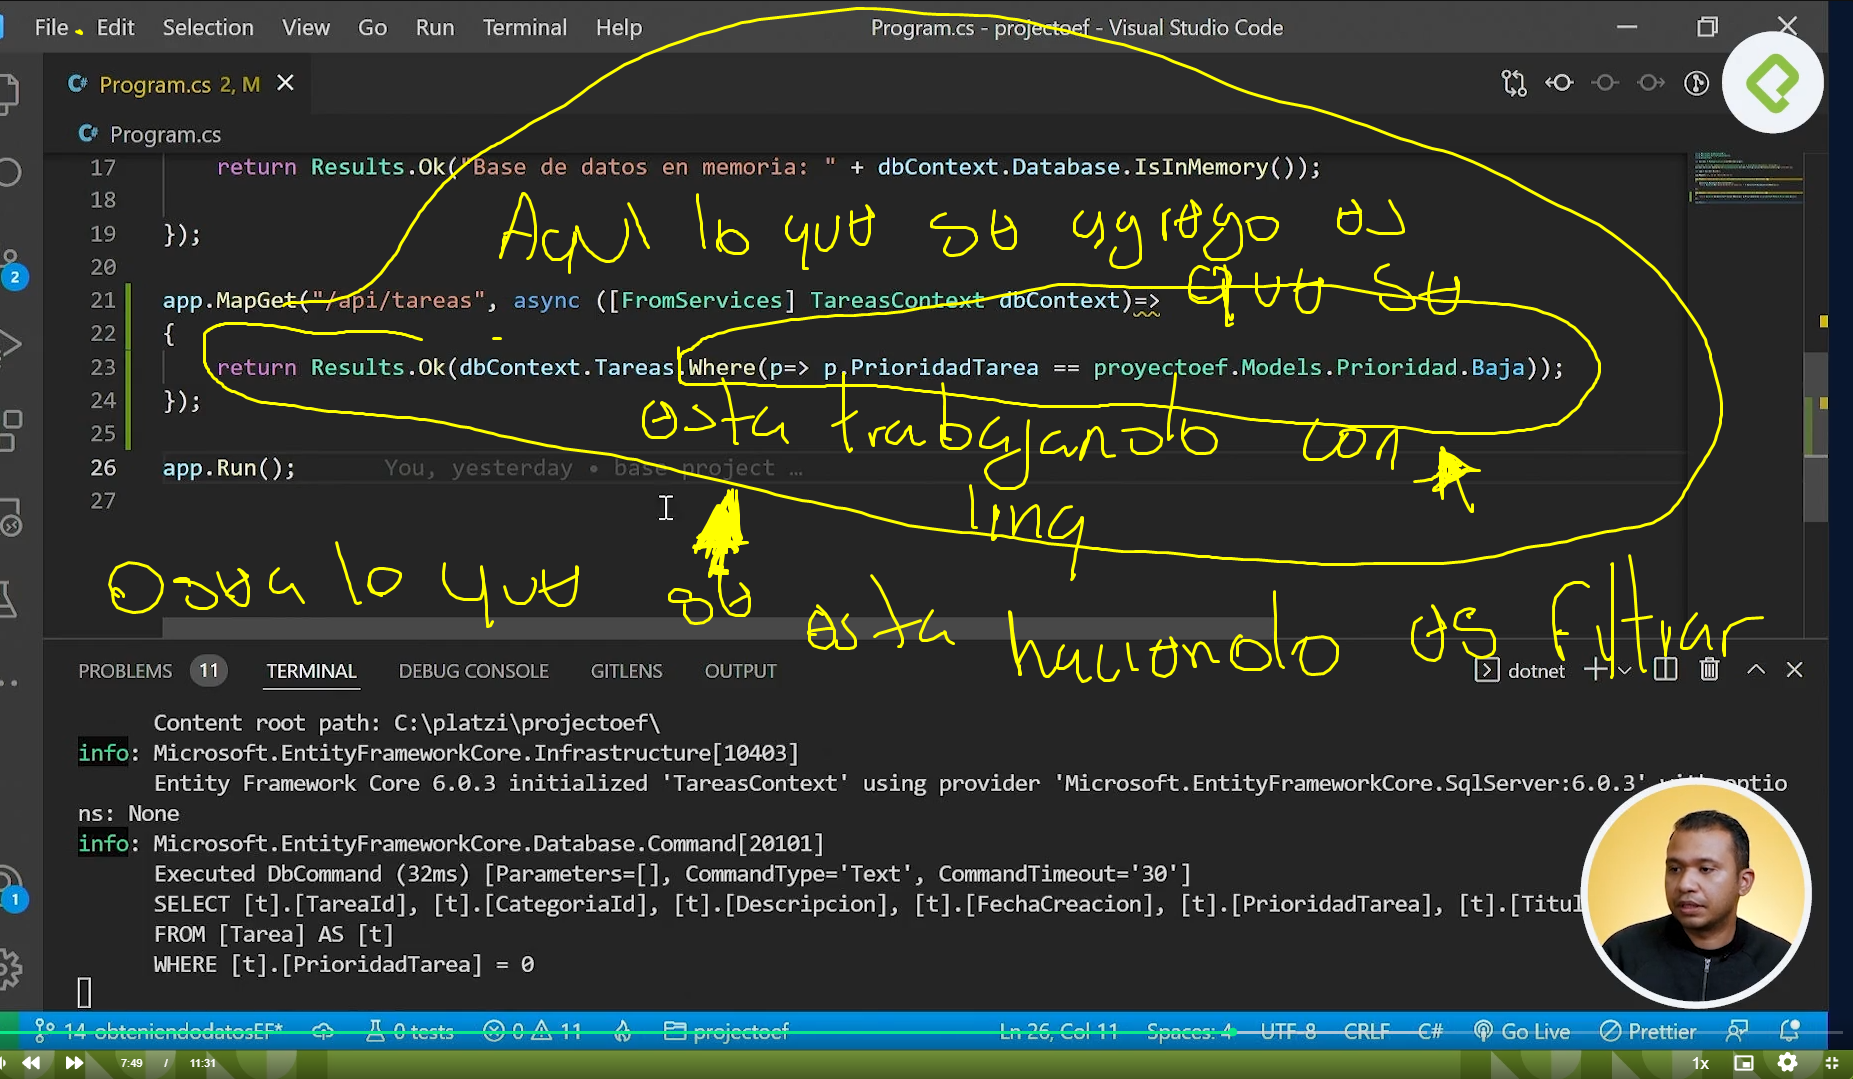 File Edit Selection View Go Run Terminal Help Program.cs - projectoef - Visual Studio Code
Program.cs 2, M
Program.cs
17 return Results.Ok("Base de datos en memoria: " + dbContext.Database.IsInMemory());
18
Aqui lo que se agrego es
19 });
20
que se
21 app.MapGet("/api/tareas", async ([FromServices] TareasContext dbContext)=>
22 {
23 return Results.Ok(dbContext.Tareas.Where(p=> p.PrioridadTarea == proyectoef.Models.Prioridad.Baja));
24 });
esta trabajando con
25
26 app.Run(); You, yesterday • base project …
27
linq
Osea lo que se esta haciendo es filtrar
PROBLEMS 11 TERMINAL DEBUG CONSOLE GITLENS OUTPUT dotnet
Content root path: C:\platzi\projectoef\
info: Microsoft.EntityFrameworkCore.Infrastructure[10403]
Entity Framework Core 6.0.3 initialized 'TareasContext' using provider 'Microsoft.EntityFrameworkCore.SqlServer:6.0.3' with optio
ns: None
info: Microsoft.EntityFrameworkCore.Database.Command[20101]
Executed DbCommand (32ms) [Parameters=[], CommandType='Text', CommandTimeout='30']
SELECT [t].[TareaId], [t].[CategoriaId], [t].[Descripcion], [t].[FechaCreacion], [t].[PrioridadTarea], [t].[Titul
FROM [Tarea] AS [t]
WHERE [t].[PrioridadTarea] = 0
14-obteniendodatosEF* 0 tests 0 11 projectoef Ln 26, Col 11 Spaces: 4 UTF-8 CRLF C# Go Live Prettier
7:49 / 11:31 1x